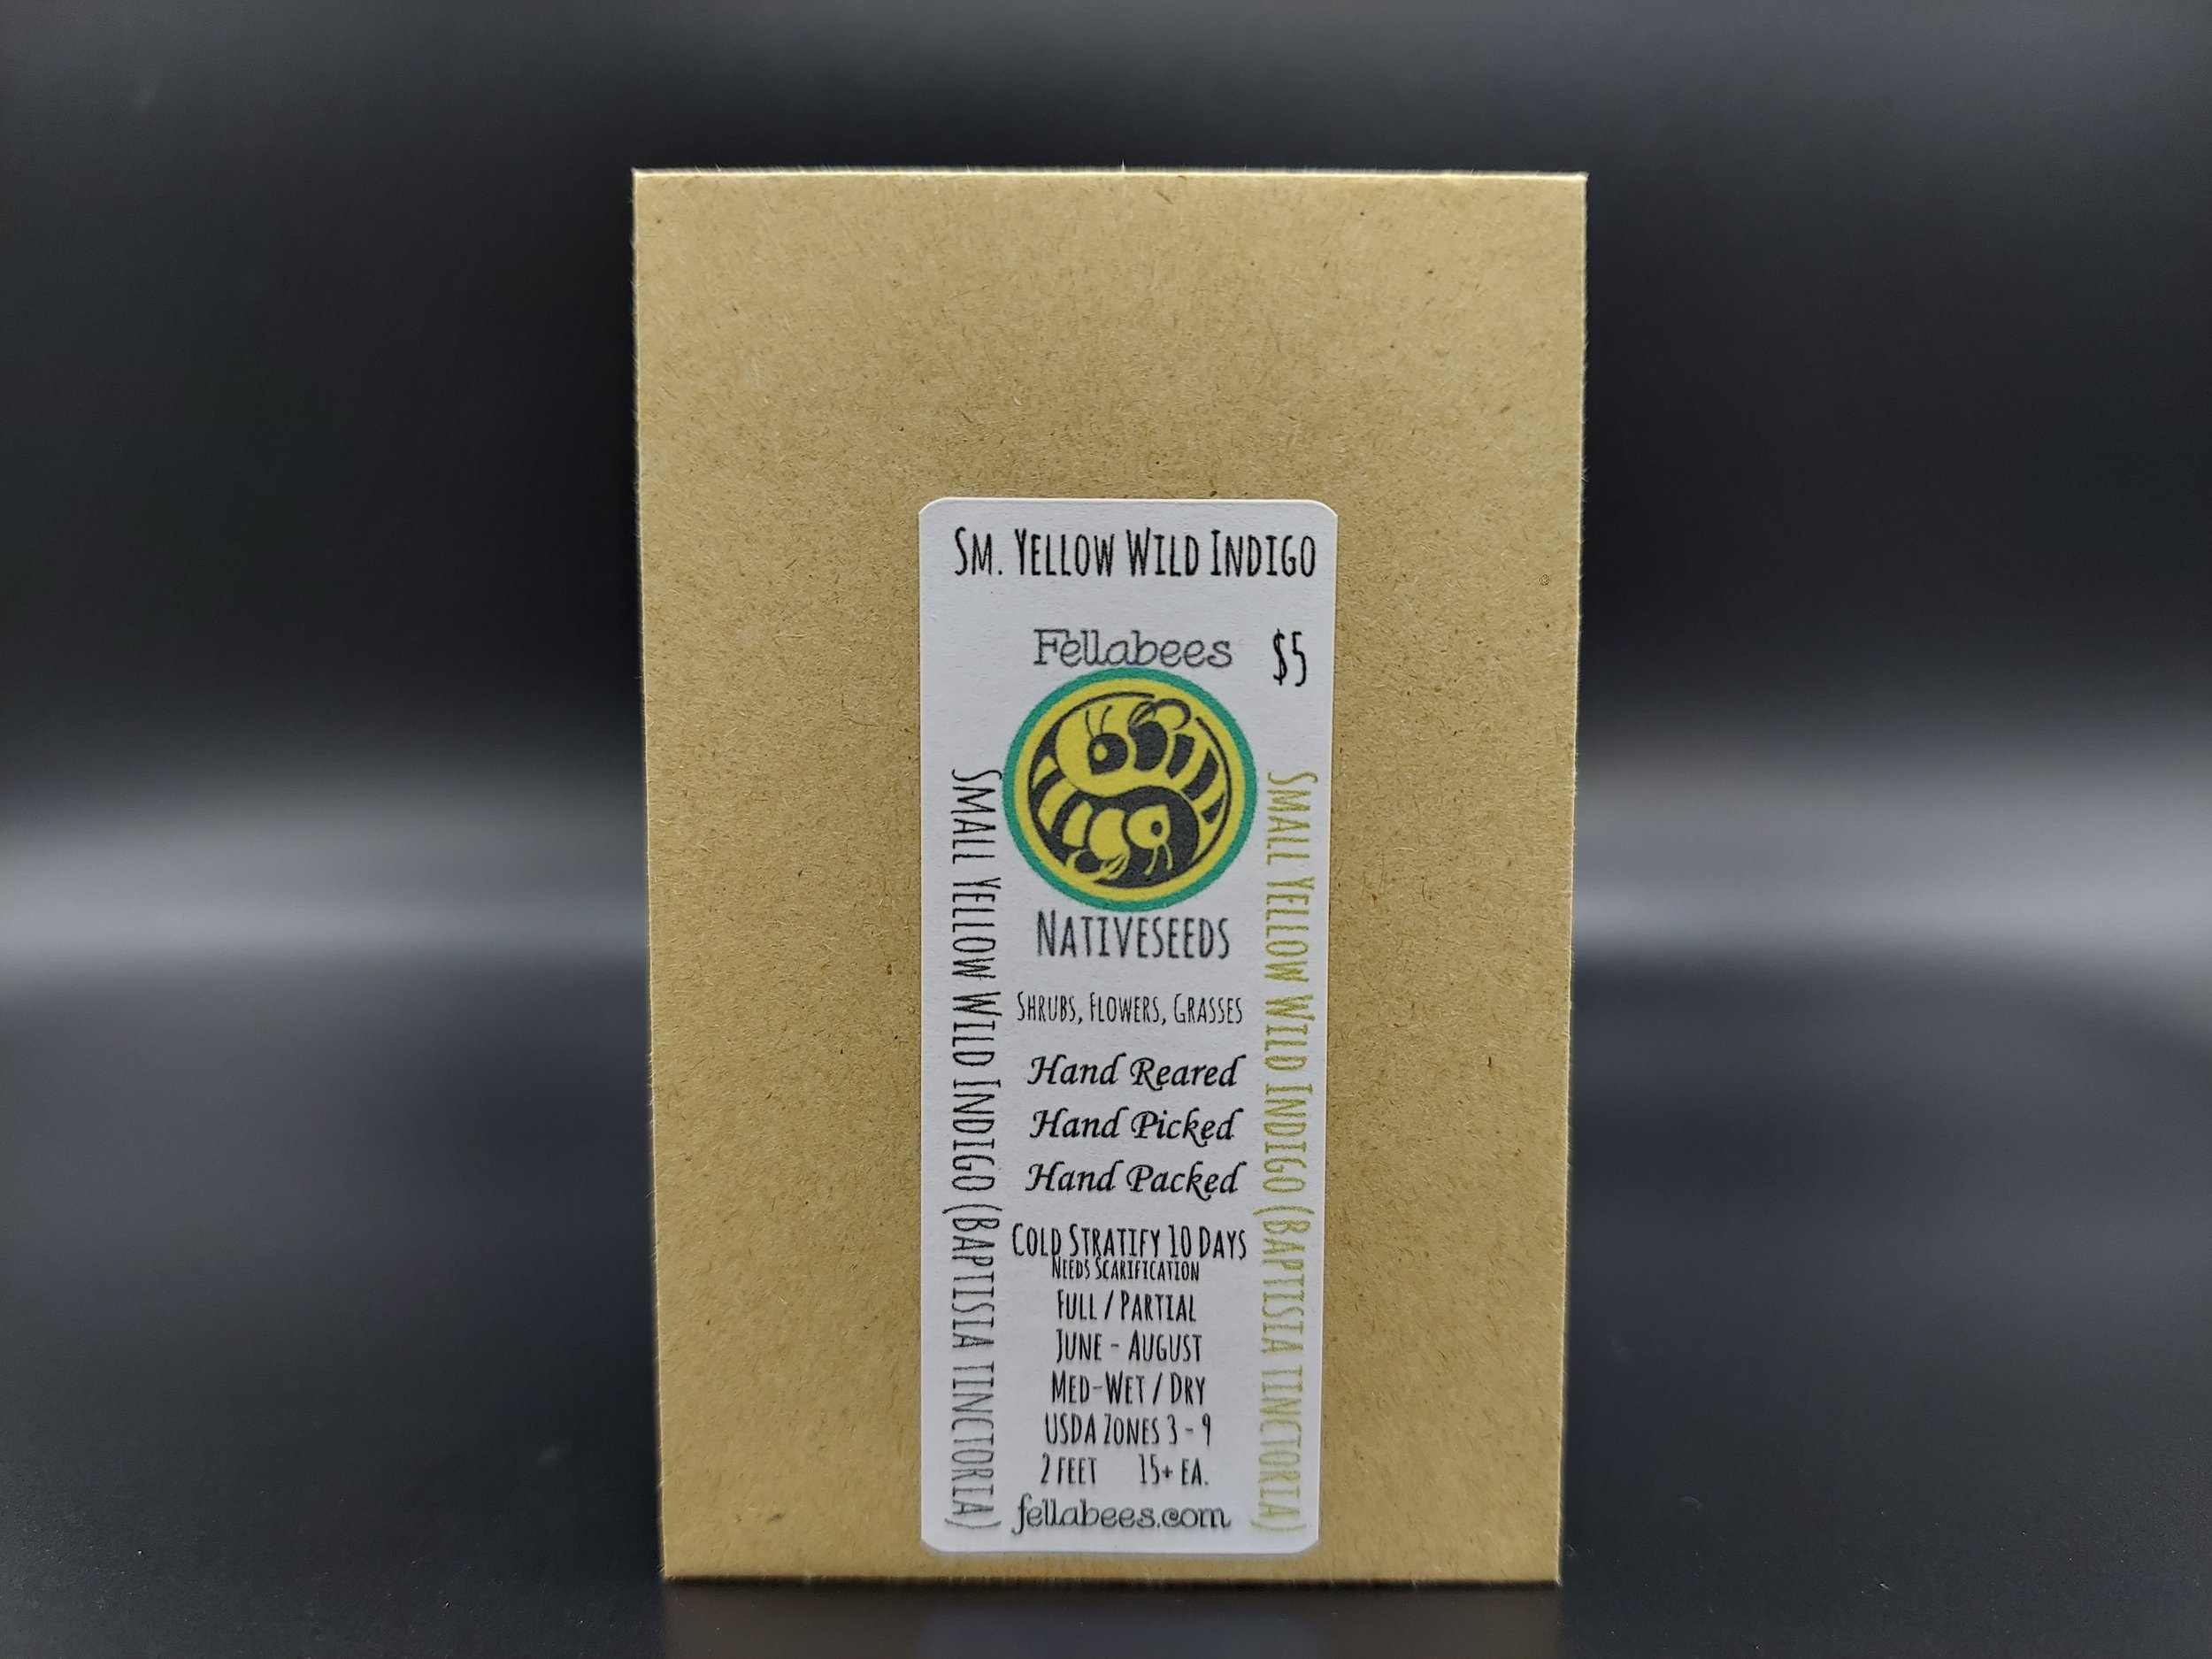 Sm. Yellow Wild Indigo
Fellabees $5
Small Yellow Wild Indigo (Baptisia tinctoria)
Small Yellow Wild Indigo (Baptisia tinctoria)
Nativeseeds
Shrubs, Flowers, Grasses
Hand Reared
Hand Picked
Hand Packed
Cold Stratify 10 Days
Needs Scarification
Full / Partial
June - August
Med-Wet / Dry
USDA Zones 3 - 9
2 feet 15+ ea.
fellabees.com